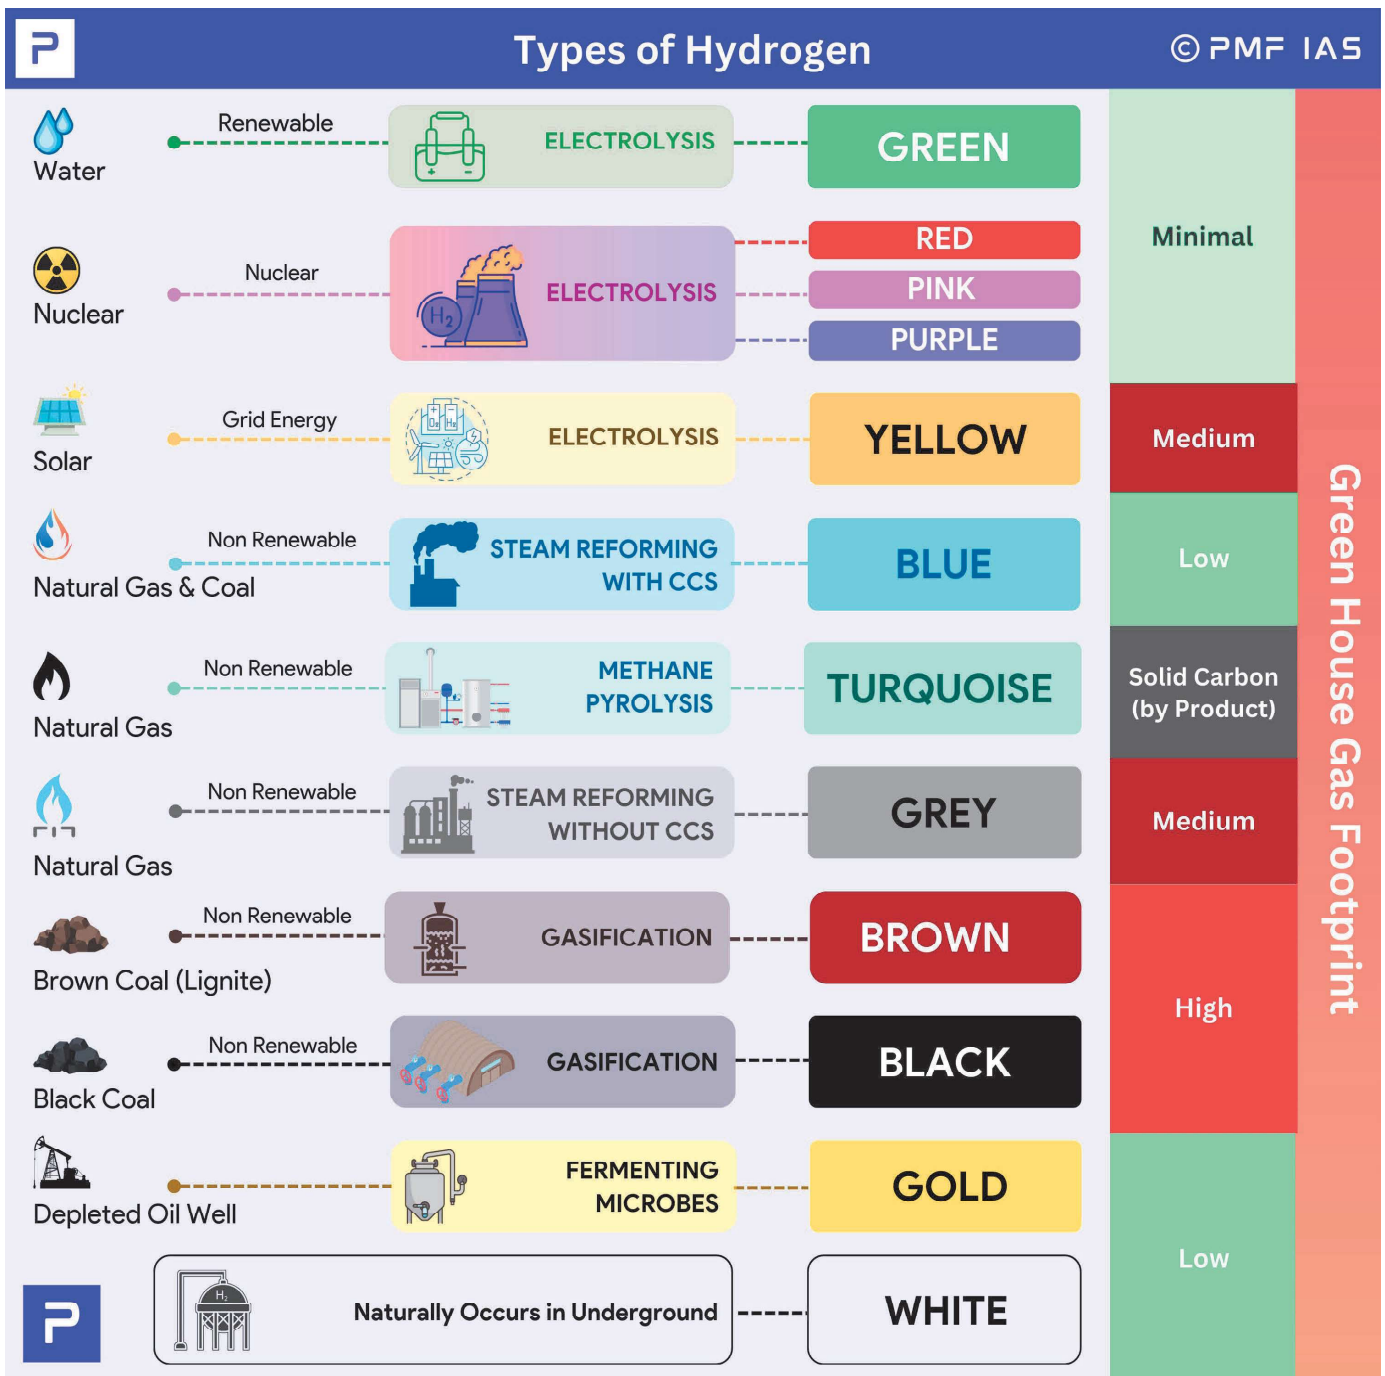 P
Types of Hydrogen
© PMF IAS
Water
Renewable
ELECTROLYSIS
GREEN
Minimal
Nuclear
Nuclear
H2
ELECTROLYSIS
RED
PINK
PURPLE
Solar
Grid Energy
ELECTROLYSIS
YELLOW
Medium
Natural Gas & Coal
Non Renewable
STEAM REFORMING
WITH CCS
BLUE
Low
Natural Gas
Non Renewable
METHANE
PYROLYSIS
TURQUOISE
Solid Carbon
(by Product)
Natural Gas
Non Renewable
STEAM REFORMING
WITHOUT CCS
GREY
Medium
Brown Coal (Lignite)
Non Renewable
GASIFICATION
BROWN
High
Black Coal
Non Renewable
GASIFICATION
BLACK
Depleted Oil Well
FERMENTING
MICROBES
GOLD
Low
P
H2
Naturally Occurs in Underground
WHITE
Green House Gas Footprint